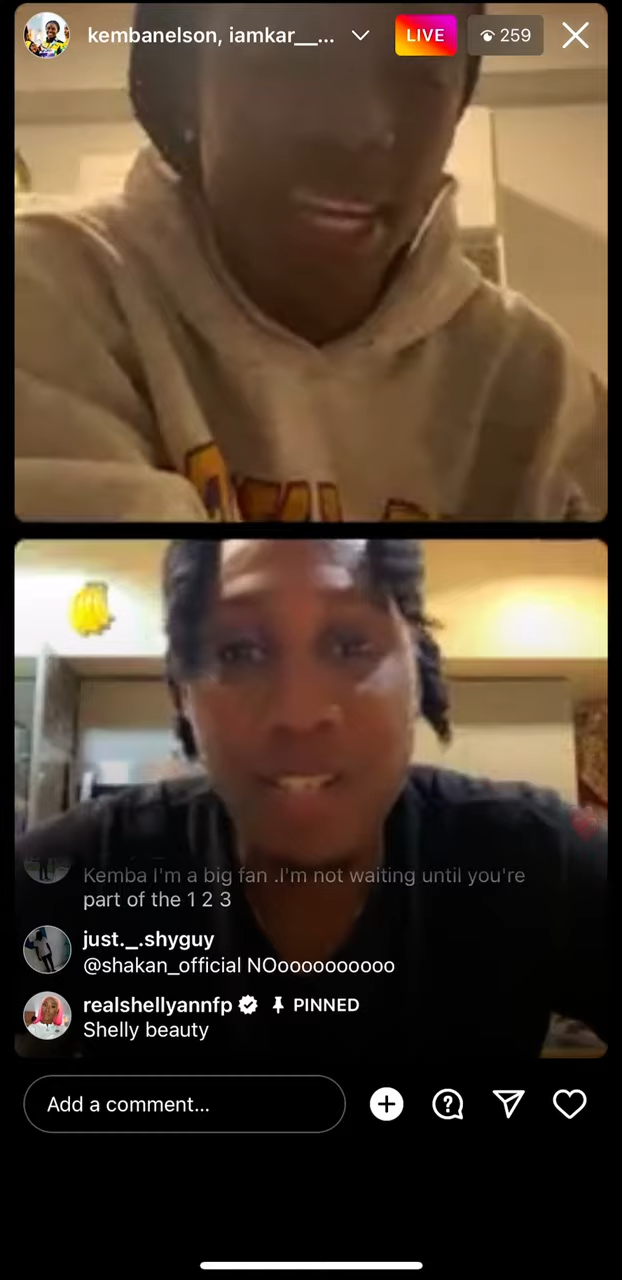 kembanelson, iamkar__...
LIVE
259
Kemba I'm a big fan .I'm not waiting until you're
part of the 1 2 3
just._.shyguy
@shakan_official NOoooooooooo
realshellyannfp PINNED
Shelly beauty
Add a comment...